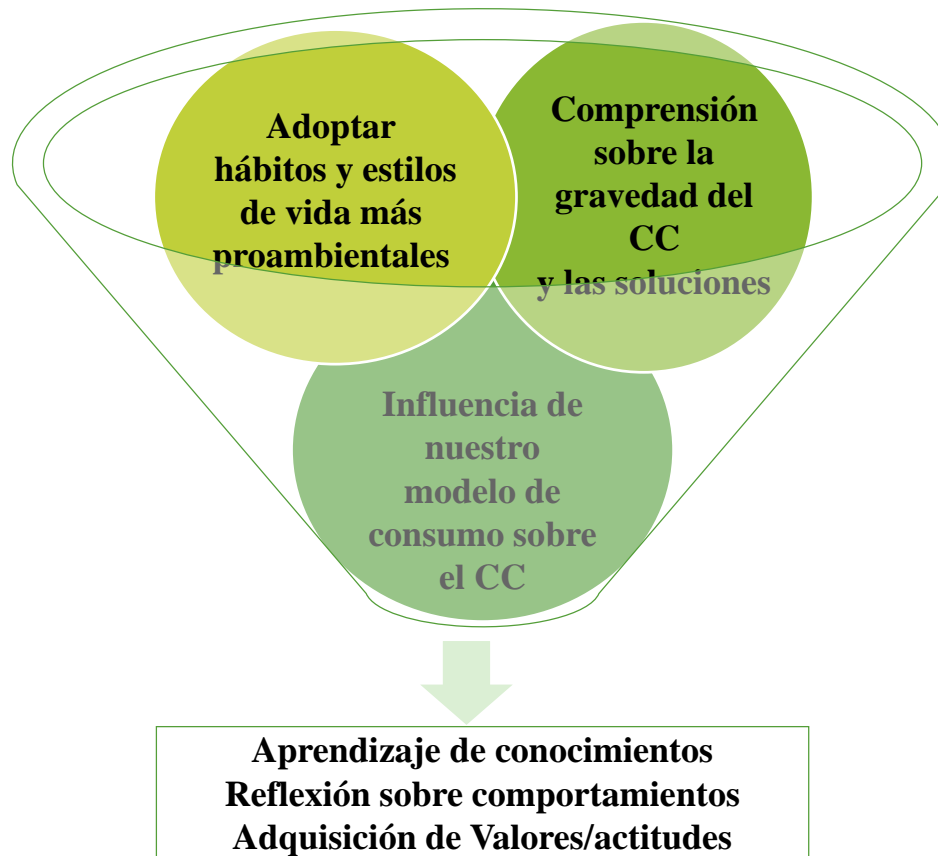 Adoptar
hábitos y estilos
de vida más
proambientales
Comprensión
sobre la
gravedad del
CC
y las soluciones
Influencia de
nuestro
modelo de
consumo sobre
el CC
Aprendizaje de conocimientos
Reflexión sobre comportamientos
Adquisición de Valores/actitudes